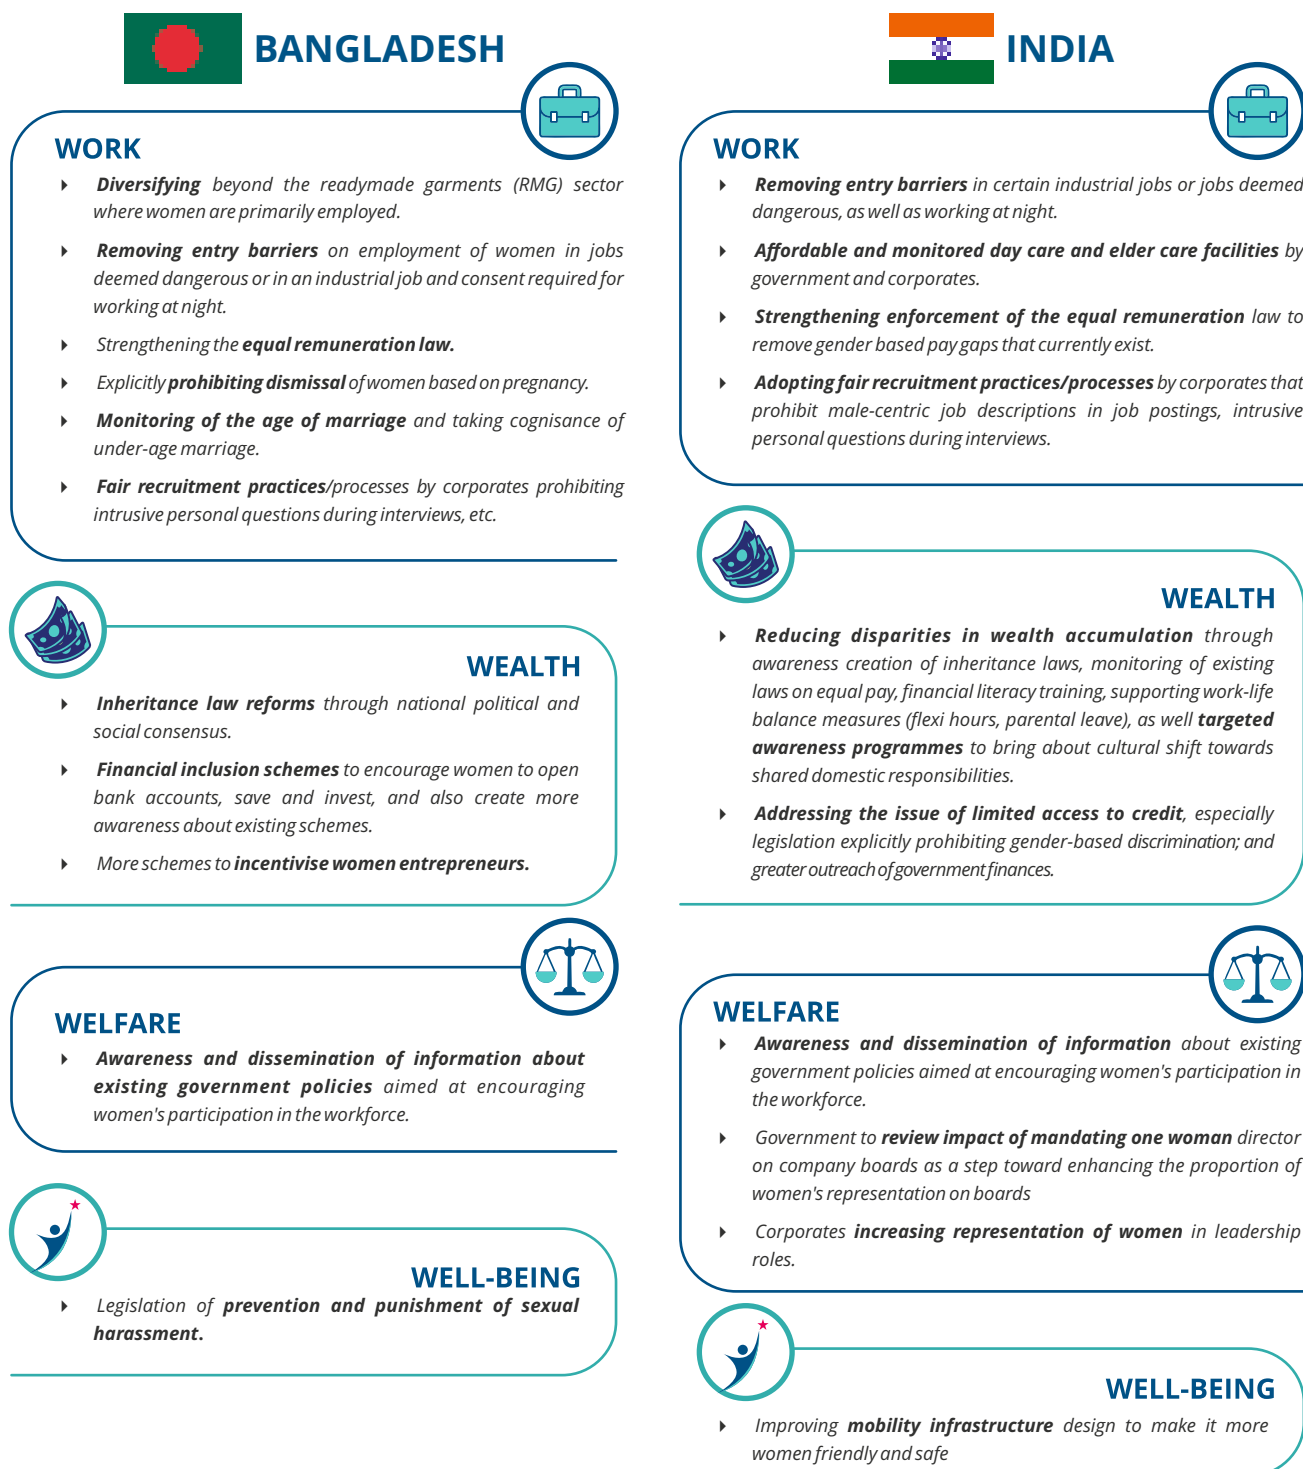 BANGLADESH
WORK
Diversifying beyond the readymade garments (RMG) sector
where women are primarily employed.
Removing entry barriers on employment of women in jobs
deemed dangerous or in an industrial job and consent required for
working at night.
Strengthening the equal remuneration law.
Explicitly prohibiting dismissal of women based on pregnancy.
Monitoring of the age of marriage and taking cognisance of
under-age marriage.
Fair recruitment practices/processes by corporates prohibiting
intrusive personal questions during interviews, etc.
WEALTH
Inheritance law reforms through national political and
social consensus.
Financial inclusion schemes to encourage women to open
bank accounts, save and invest, and also create more
awareness about existing schemes.
More schemes to incentivise women entrepreneurs.
WELFARE
Awareness and dissemination of information about
existing government policies aimed at encouraging
women's participation in the workforce.
WELL-BEING
Legislation of prevention and punishment of sexual
harassment.
INDIA
WORK
Removing entry barriers in certain industrial jobs or jobs deemed
dangerous, as well as working at night.
Affordable and monitored day care and elder care facilities by
government and corporates.
Strengthening enforcement of the equal remuneration law to
remove gender based pay gaps that currently exist.
Adopting fair recruitment practices/processes by corporates that
prohibit male-centric job descriptions in job postings, intrusive
personal questions during interviews.
WEALTH
Reducing disparities in wealth accumulation through
awareness creation of inheritance laws, monitoring of existing
laws on equal pay, financial literacy training, supporting work-life
balance measures (flexi hours, parental leave), as well targeted
awareness programmes to bring about cultural shift towards
shared domestic responsibilities.
Addressing the issue of limited access to credit, especially
legislation explicitly prohibiting gender-based discrimination; and
greater outreach of government finances.
WELFARE
Awareness and dissemination of information about existing
government policies aimed at encouraging women's participation in
the workforce.
Government to review impact of mandating one woman director
on company boards as a step toward enhancing the proportion of
women's representation on boards
Corporates increasing representation of women in leadership
roles.
WELL-BEING
Improving mobility infrastructure design to make it more
women friendly and safe